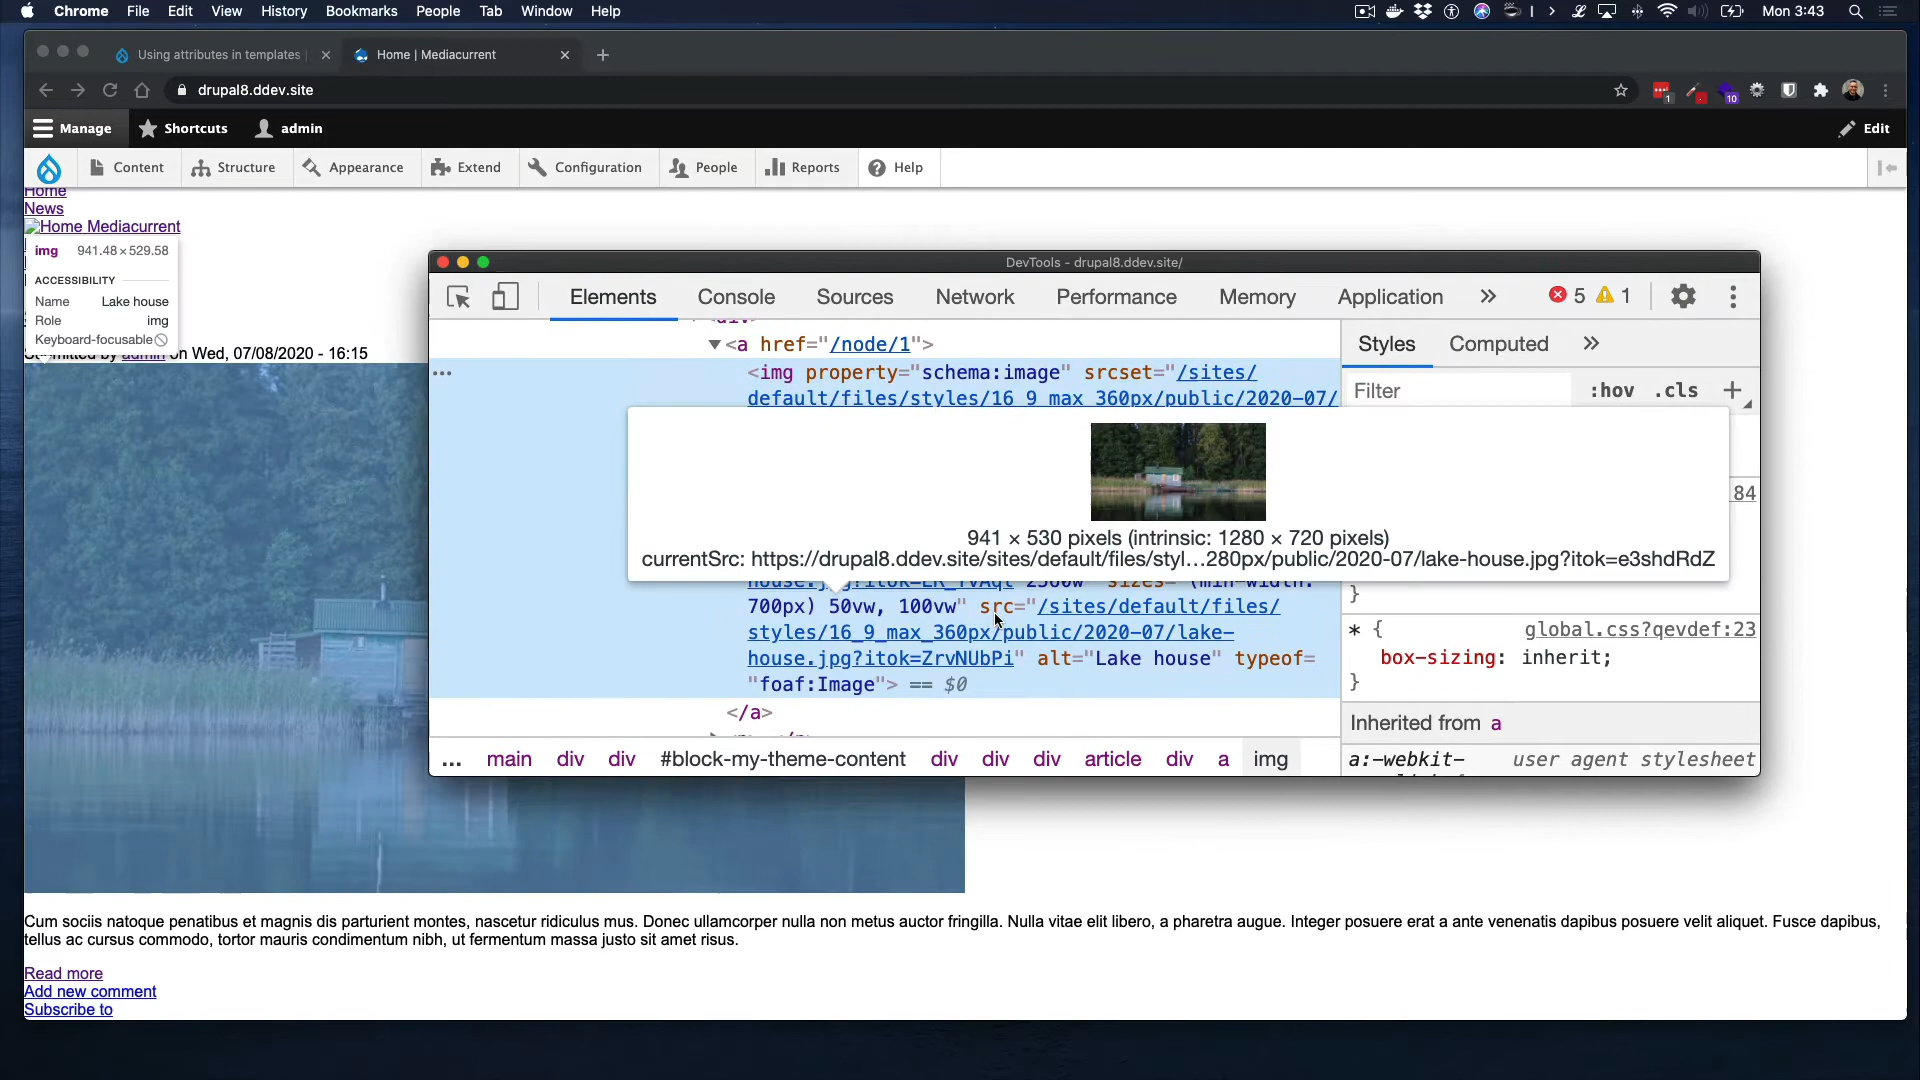 Chrome File Edit View History Bookmarks People Tab Window Help Mon 3:43
Using attributes in templates Home | Mediacurrent
drupal8.ddev.site 1 10
Manage Shortcuts admin Edit
Content Structure Appearance Extend Configuration People Reports Help
Home
News
Home Mediacurrent
img 941.48 × 529.58
ACCESSIBILITY
Name Lake house
Role img
Keyboard-focusable
admin on Wed, 07/08/2020 - 16:15
DevTools - drupal8.ddev.site/
Elements Console Sources Network Performance Memory Application » 5 1
<a href="/node/1">
<img property="schema:image" srcset="/sites/
default/files/styles/16_9_max_360px/public/2020-07/
941 × 530 pixels (intrinsic: 1280 × 720 pixels)
currentSrc: https://drupal8.ddev.site/sites/default/files/styl…280px/public/2020-07/lake-house.jpg?itok=e3shdRdZ
2560w" sizes="(min-width:
700px) 50vw, 100vw" src="/sites/default/files/
styles/16_9_max_360px/public/2020-07/lake-
house.jpg?itok=ZrvNUbPi" alt="Lake house" typeof=
"foaf:Image"> == $0
</a>
... main div div #block-my-theme-content div div div article div a img
Styles Computed »
Filter :hov .cls +
84
}
* { global.css?qevdef:23
box-sizing: inherit;
}
Inherited from a
a:-webkit- user agent stylesheet
Cum sociis natoque penatibus et magnis dis parturient montes, nascetur ridiculus mus. Donec ullamcorper nulla non metus auctor fringilla. Nulla vitae elit libero, a pharetra augue. Integer posuere erat a ante venenatis dapibus posuere velit aliquet. Fusce dapibus,
tellus ac cursus commodo, tortor mauris condimentum nibh, ut fermentum massa justo sit amet risus.
Read more
Add new comment
Subscribe to